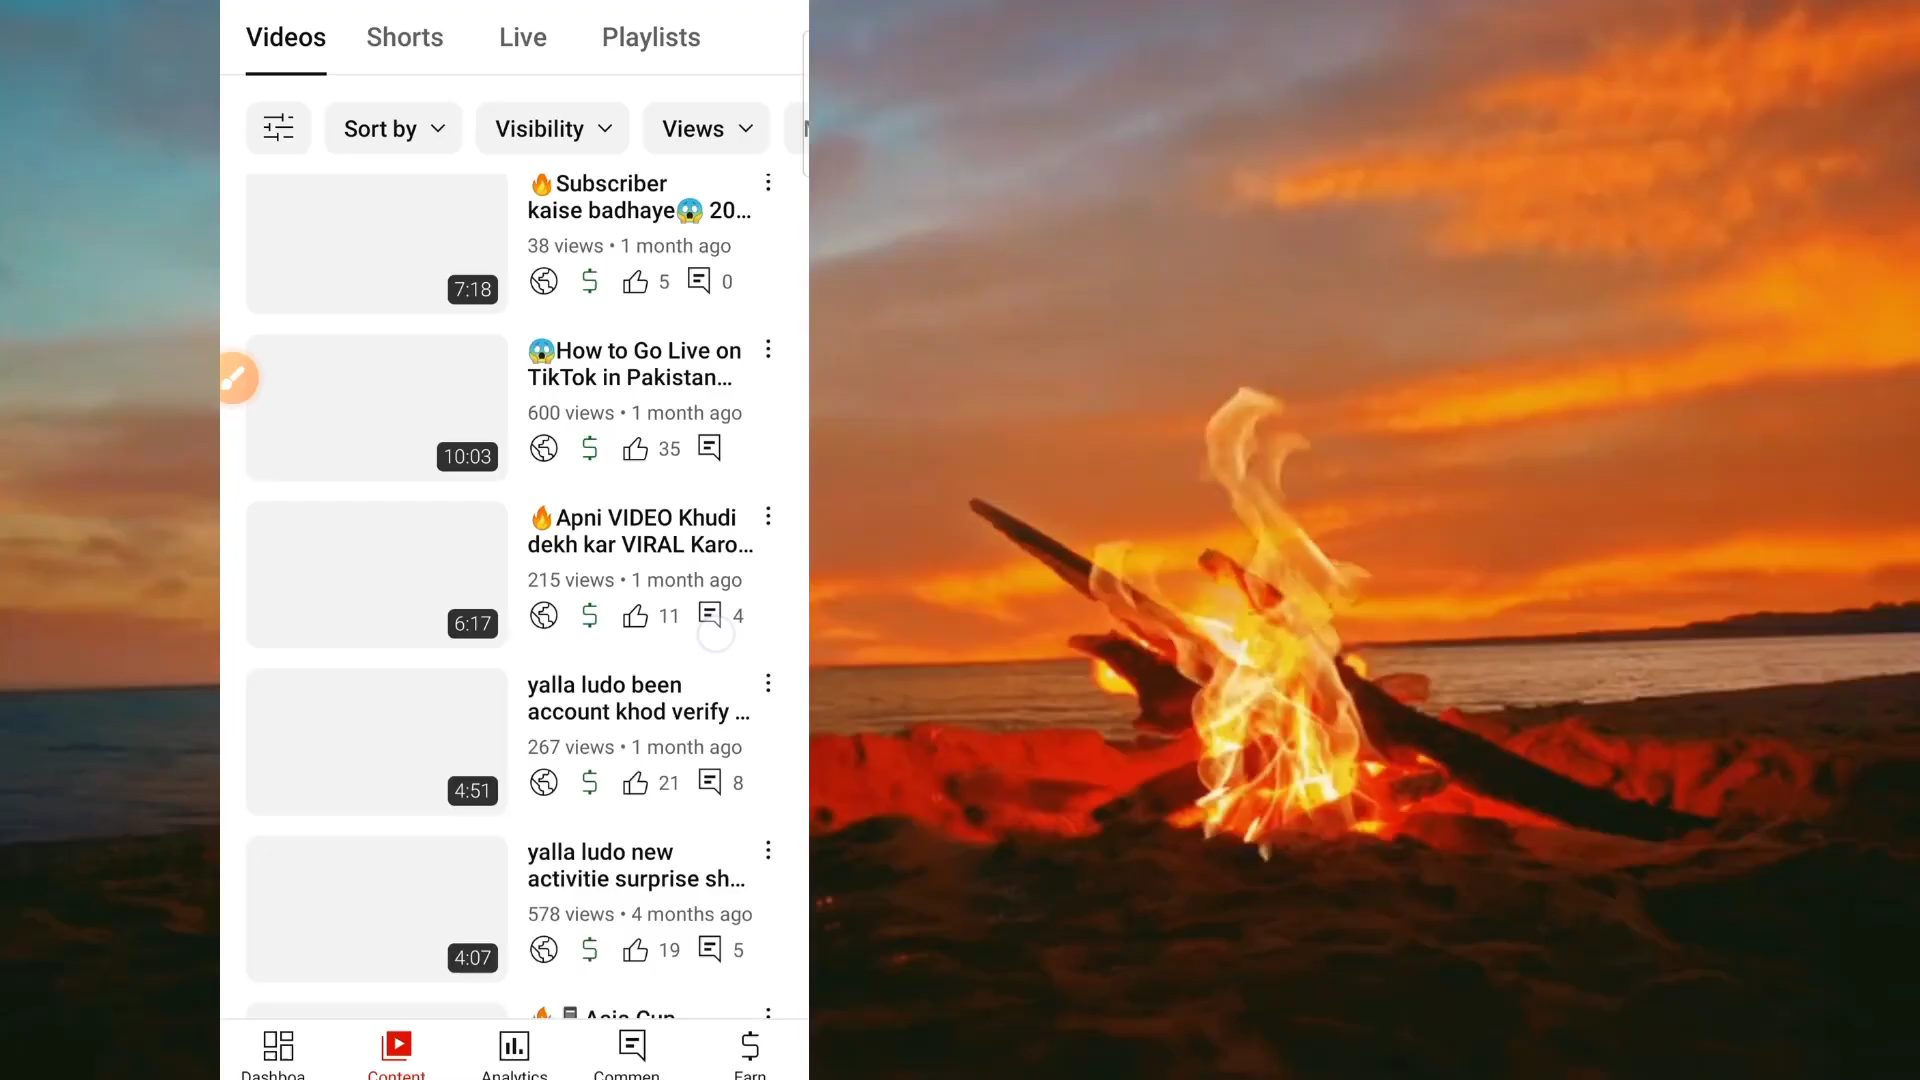 Videos Shorts Live Playlists
Sort by Visibility Views
🔥Subscriber
kaise badhaye😱 20...
38 views • 1 month ago
5 0
7:18
😱How to Go Live on
TikTok in Pakistan...
600 views • 1 month ago
35
10:03
🔥Apni VIDEO Khudi
dekh kar VIRAL Karo...
215 views • 1 month ago
11 4
6:17
yalla ludo been
account khod verify ...
267 views • 1 month ago
21 8
4:51
yalla ludo new
activitie surprise sh...
578 views • 4 months ago
19 5
4:07
Asia Cup
Dashboa Content Analytics Commen Earn